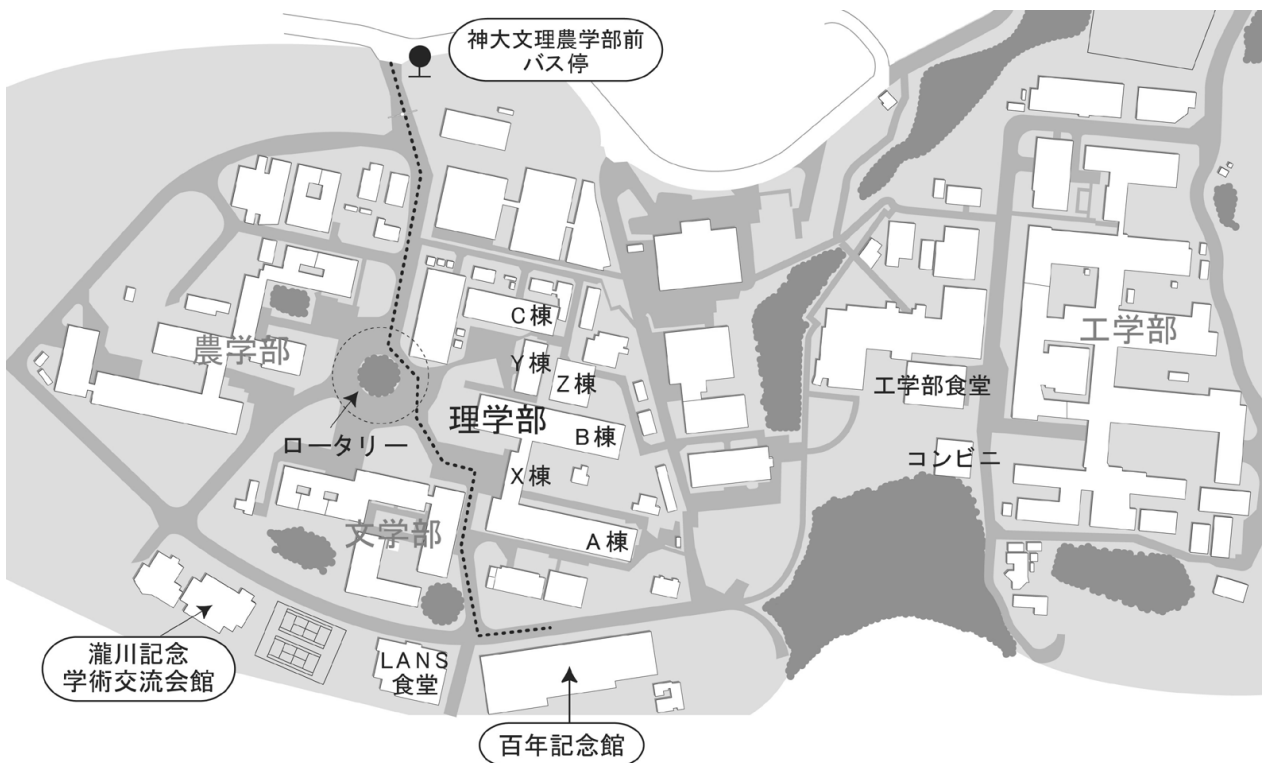 神大文理農学部前
バス停
C棟
Y棟
Z棟
農学部
工学部
工学部食堂
理学部
B棟
ロータリー
コンビニ
X棟
文学部
A棟
瀧川記念
学術交流会館
LANS
食堂
百年記念館